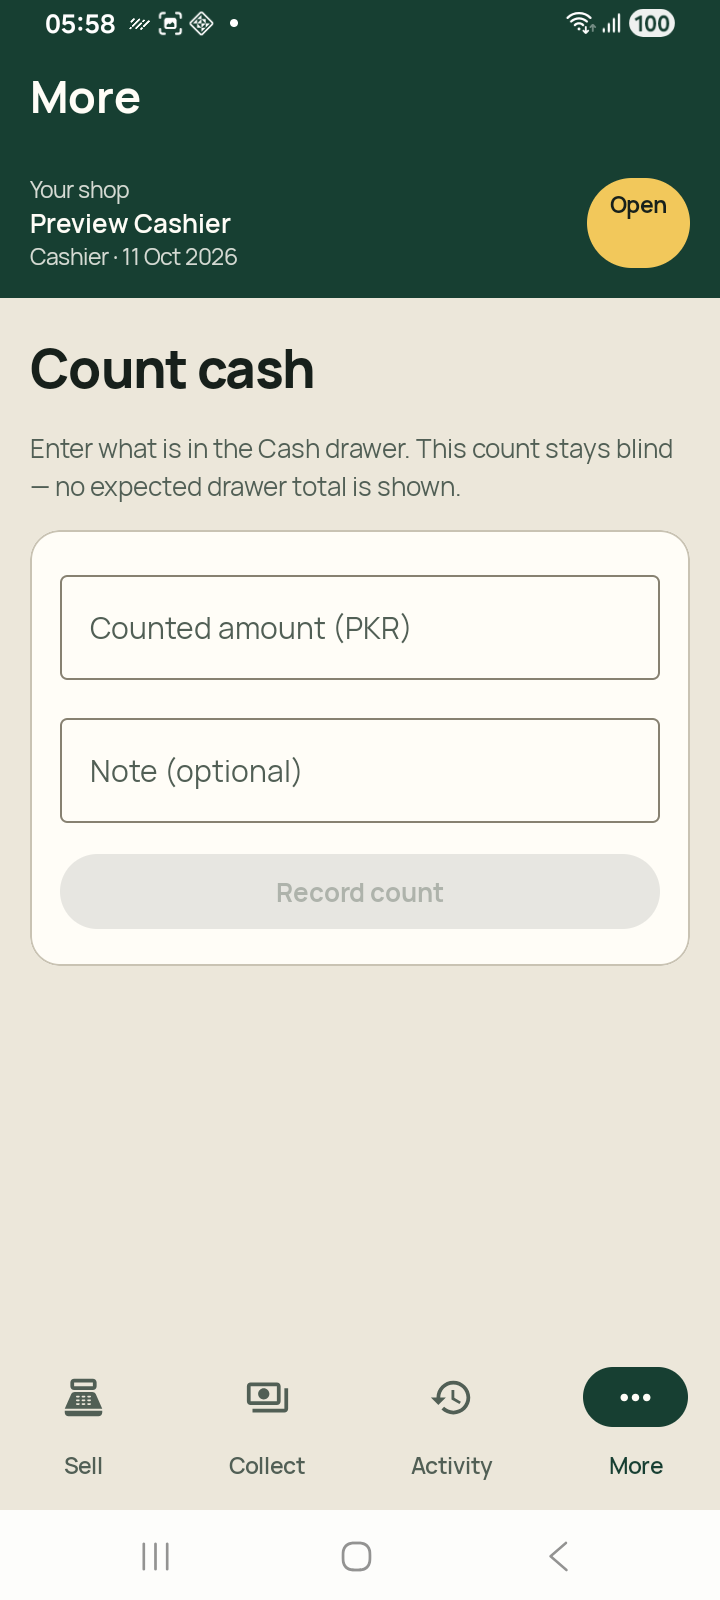 05:58
100
More
Your shop
Preview Cashier
Cashier · 11 Oct 2026
Open
Count cash
Enter what is in the Cash drawer. This count stays blind
— no expected drawer total is shown.
Counted amount (PKR)
Note (optional)
Record count
Sell
Collect
Activity
More